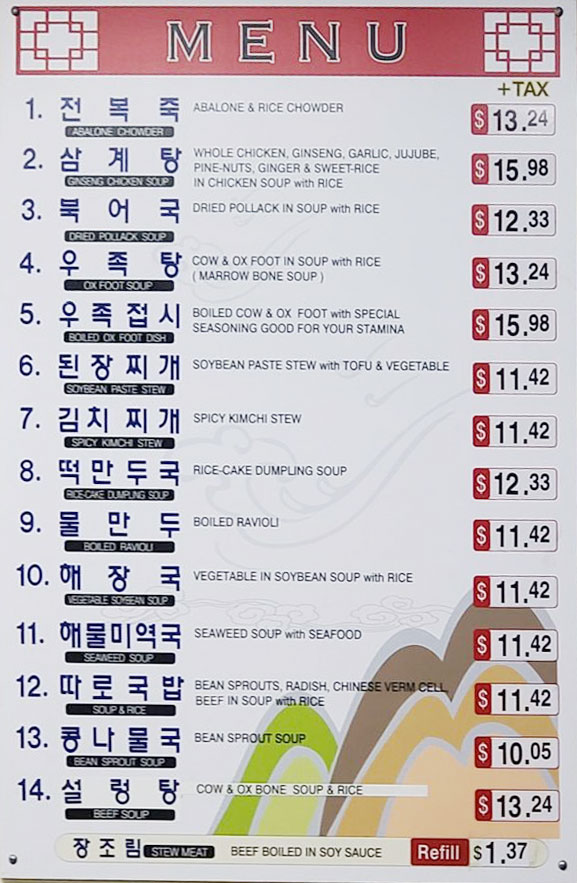 MENU
+TAX
1. 전 복 죽 ABALONE & RICE CHOWDER $13.24
ABALONE CHOWDER
2. 삼 계 탕 WHOLE CHICKEN, GINSENG, GARLIC, JUJUBE,
PINE-NUTS, GINGER & SWEET-RICE $15.98
GINSENG CHICKEN SOUP IN CHICKEN SOUP with RICE
3. 북 어 국 DRIED POLLACK IN SOUP with RICE $12.33
DRIED POLLACK SOUP
4. 우 족 탕 COW & OX FOOT IN SOUP with RICE $13.24
OX FOOT SOUP ( MARROW BONE SOUP )
5. 우족접시 BOILED COW & OX FOOT with SPECIAL $15.98
BOILED OX FOOT DISH SEASONING GOOD FOR YOUR STAMINA
6. 된장찌개 SOYBEAN PASTE STEW with TOFU & VEGETABLE $11.42
SOYBEAN PASTE STEW
7. 김치찌개 SPICY KIMCHI STEW $11.42
SPICY KIMCHI STEW
8. 떡만두국 RICE-CAKE DUMPLING SOUP $12.33
RICE-CAKE DUMPLING SOUP
9. 물 만 두 BOILED RAVIOLI $11.42
BOILED RAVIOLI
10. 해 장 국 VEGETABLE IN SOYBEAN SOUP with RICE $11.42
VEGETABLE SOYBEAN SOUP
11. 해물미역국 SEAWEED SOUP with SEAFOOD $11.42
SEAWEED SOUP
12. 따로국밥 BEAN SPROUTS, RADISH, CHINESE VERM CELL, $11.42
SOUP & RICE BEEF IN SOUP with RICE
13. 콩나물국 BEAN SPROUT SOUP $10.05
BEAN SPROUT SOUP
14. 설 렁 탕 COW & OX BONE SOUP & RICE $13.24
BEEF SOUP
장조림 STEW MEAT BEEF BOILED IN SOY SAUCE Refill $1.37